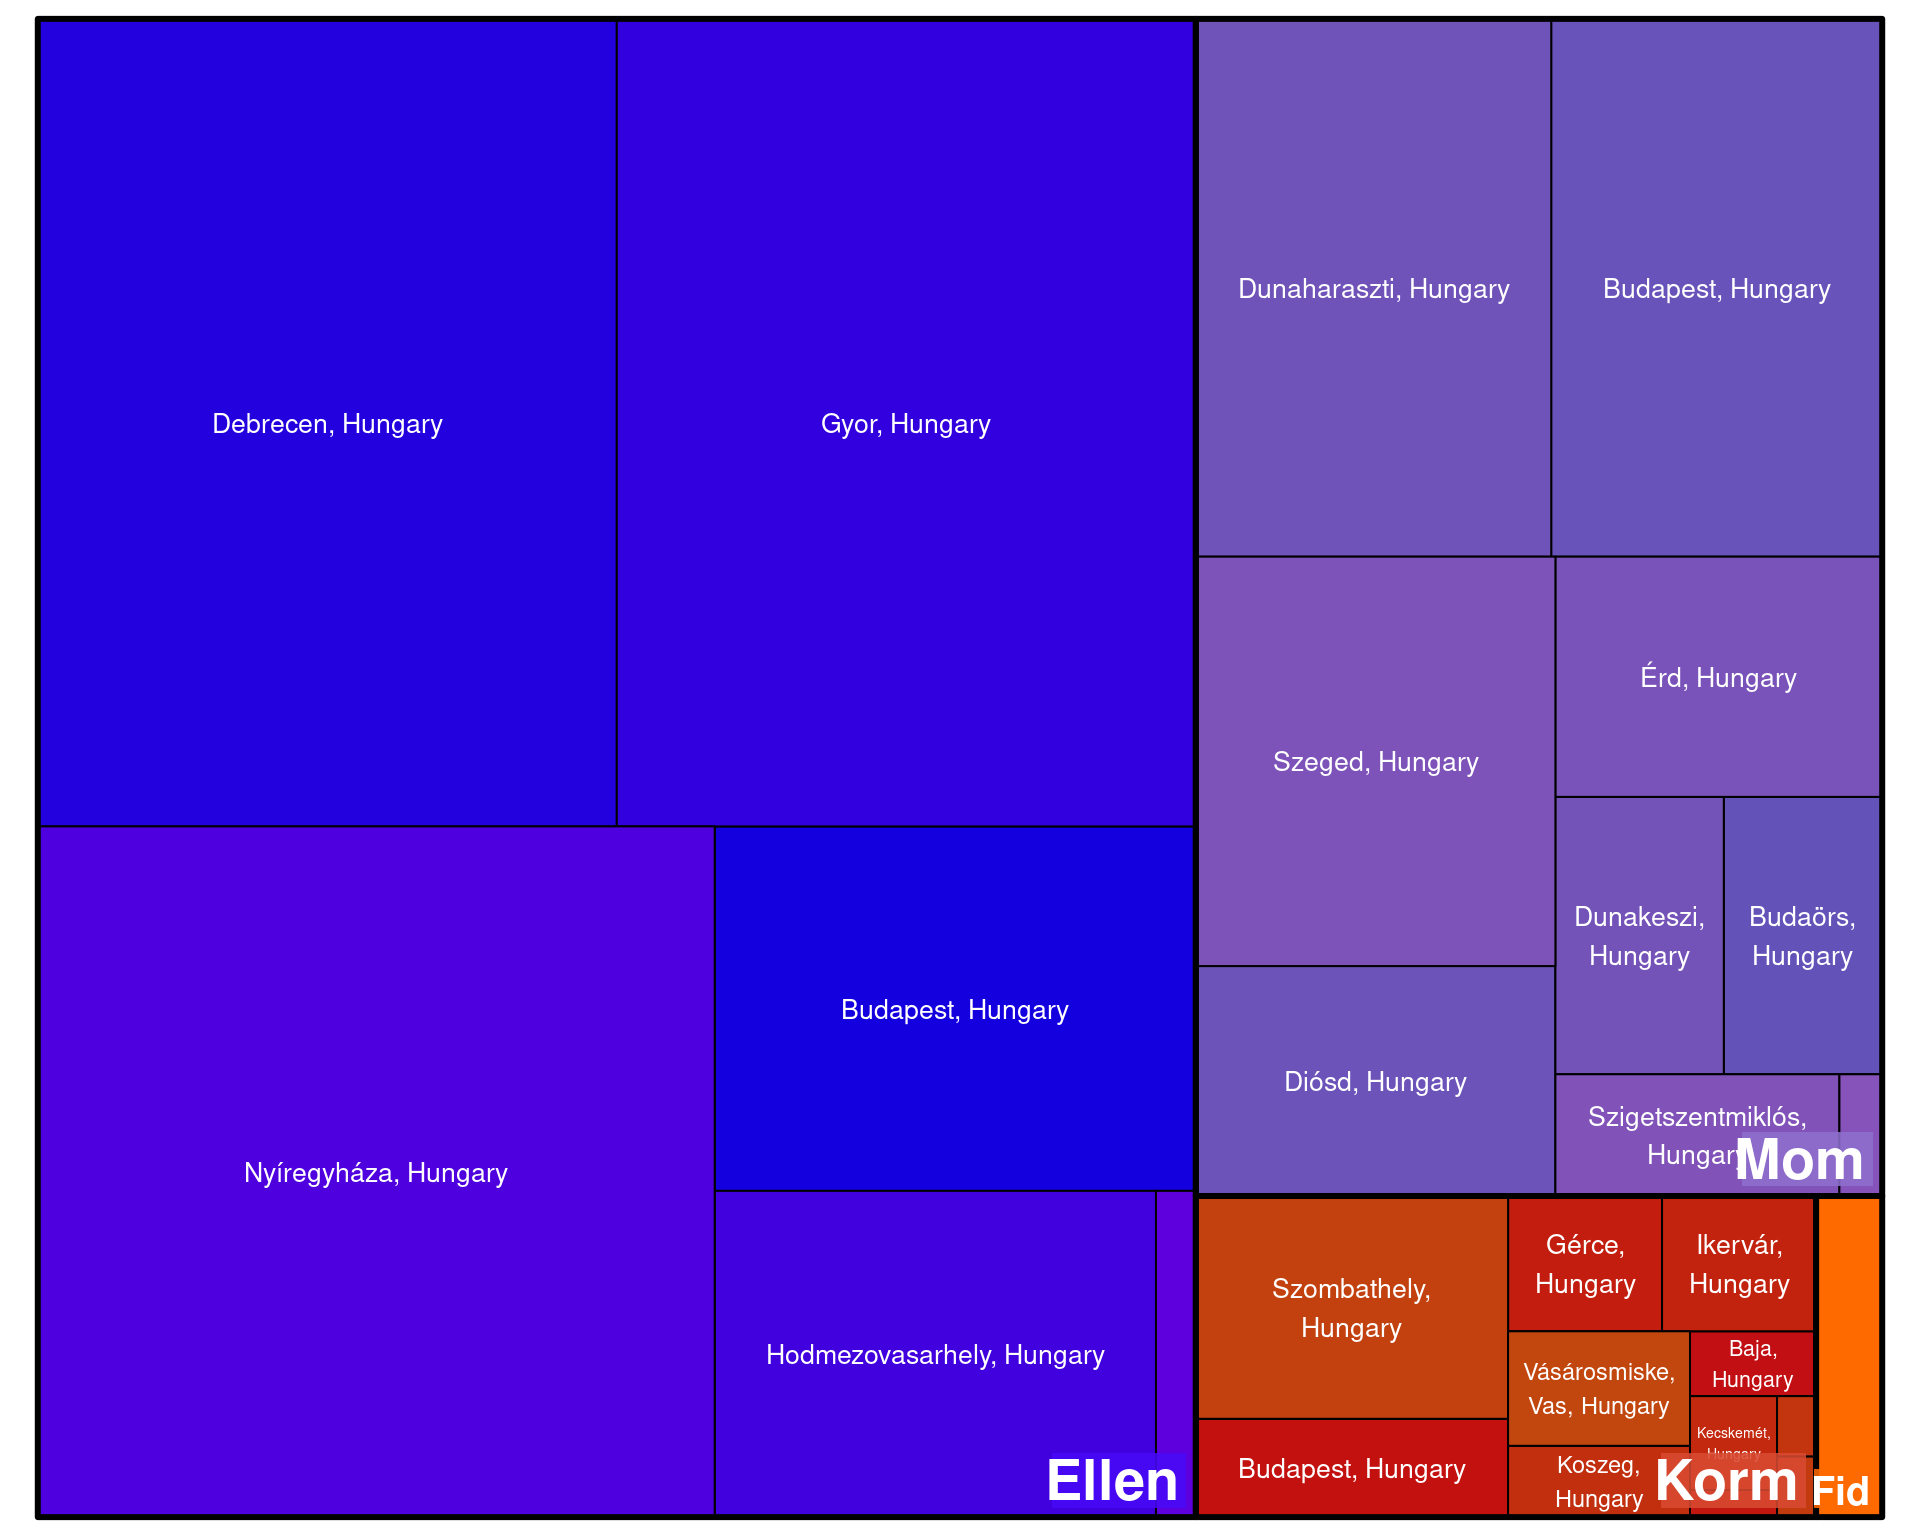 Debrecen, Hungary
Gyor, Hungary
Nyíregyháza, Hungary
Budapest, Hungary
Hodmezovasarhely, Hungary
Ellen
Dunaharaszti, Hungary
Budapest, Hungary
Szeged, Hungary
Érd, Hungary
Dunakeszi,
Hungary
Budaörs,
Hungary
Diósd, Hungary
Szigetszentmiklós,
Hungary
Mom
Szombathely,
Hungary
Gérce,
Hungary
Ikervár,
Hungary
Vásárosmiske,
Vas, Hungary
Baja,
Hungary
Kecskemét,
Hungary
Budapest, Hungary
Koszeg,
Hungary
Korm
Fid